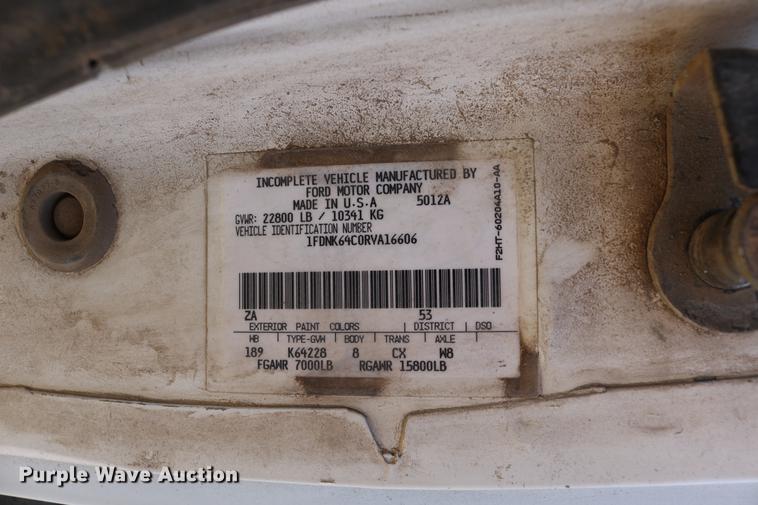 INCOMPLETE VEHICLE MANUFACTURED BY
FORD MOTOR COMPANY
MADE IN U.S.A 5012A
GVWR: 22800 LB / 10341 KG
VEHICLE IDENTIFICATION NUMBER
1FDNK64C0RVA16606
F2HT-60204A10-AA
ZA 53
EXTERIOR PAINT COLORS | DISTRICT | DSO
WB | TYPE-GVW | BODY | TRANS | AXLE |
189 K64228 8 CX W8
FGAWR 7000LB RGAWR 15800LB
Purple Wave Auction